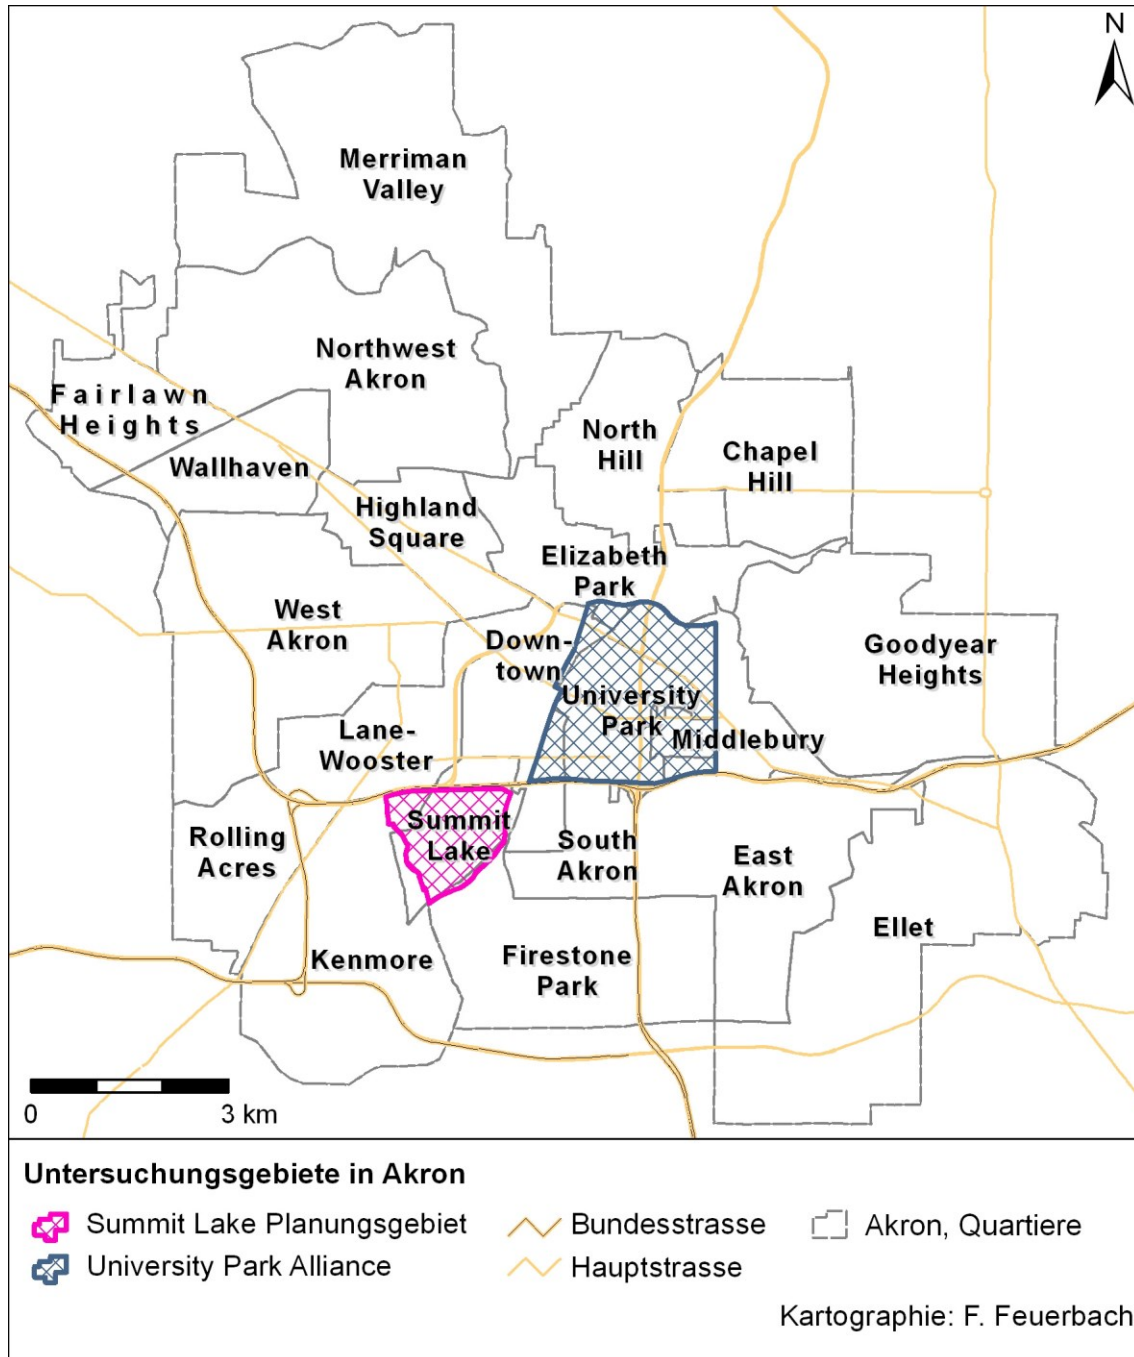 N
Merriman
Valley
Northwest
Akron
Fairlawn
Heights
Wallhaven
North
Hill
Chapel
Hill
Highland
Square
Elizabeth
Park
West
Akron
Down-
town
Goodyear
Heights
University
Park
Middlebury
Lane-
Wooster
Summit
Lake
Rolling
Acres
South
Akron
East
Akron
Ellet
Kenmore
Firestone
Park
0 3 km
Untersuchungsgebiete in Akron
Summit Lake Planungsgebiet
Bundesstrasse
Akron, Quartiere
University Park Alliance
Hauptstrasse
Kartographie: F. Feuerbach